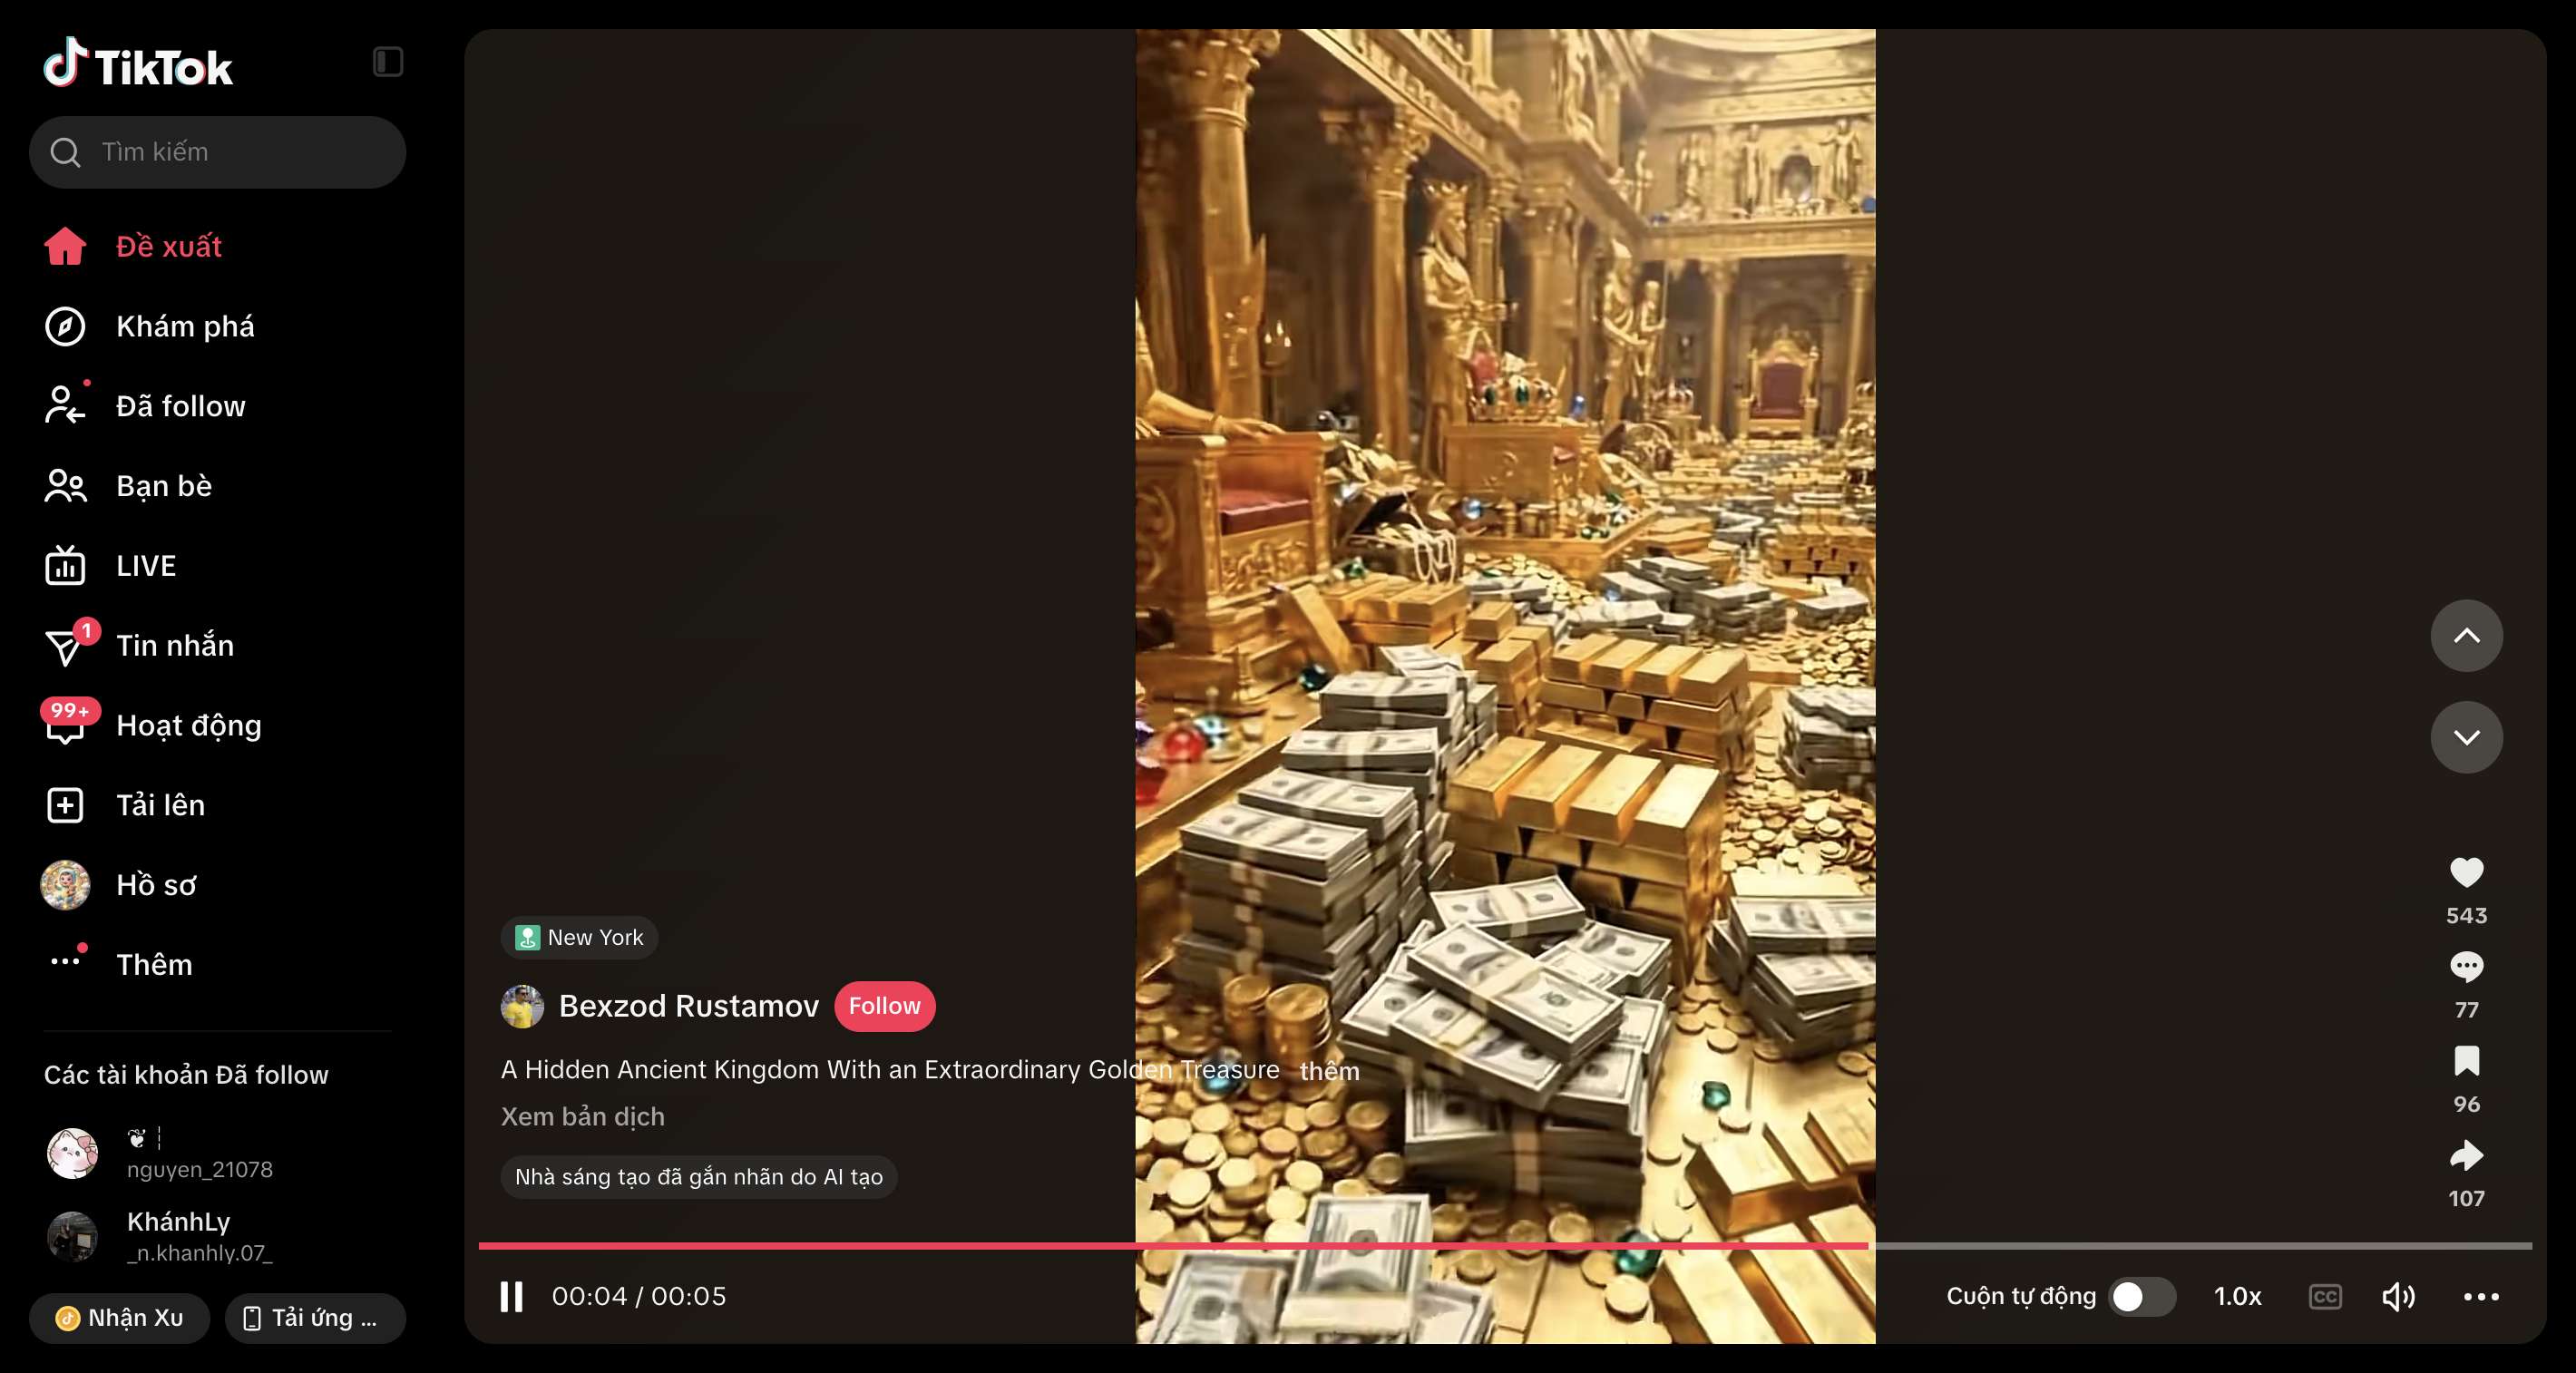 TikTok
Tìm kiếm
Đề xuất
Khám phá
Đã follow
Bạn bè
LIVE
1
Tin nhắn
99+
Hoạt động
Tải lên
Hồ sơ
Thêm
Các tài khoản Đã follow
nguyen_21078
KhánhLy
_n.khanhly.07_
Nhận Xu
Tải ứng ...
New York
Bexzod Rustamov
Follow
A Hidden Ancient Kingdom With an Extraordinary Golden Treasure thêm
Xem bản dịch
Nhà sáng tạo đã gắn nhãn do AI tạo
543
77
96
107
00:04 / 00:05
Cuộn tự động
1.0x
CC